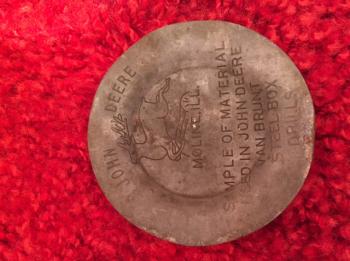 JOHN DEERE
MOLINE, ILL.
SAMPLE OF MATERIAL
USED IN JOHN DEERE
VAN BRUNT
STEEL BOX
DRILLS